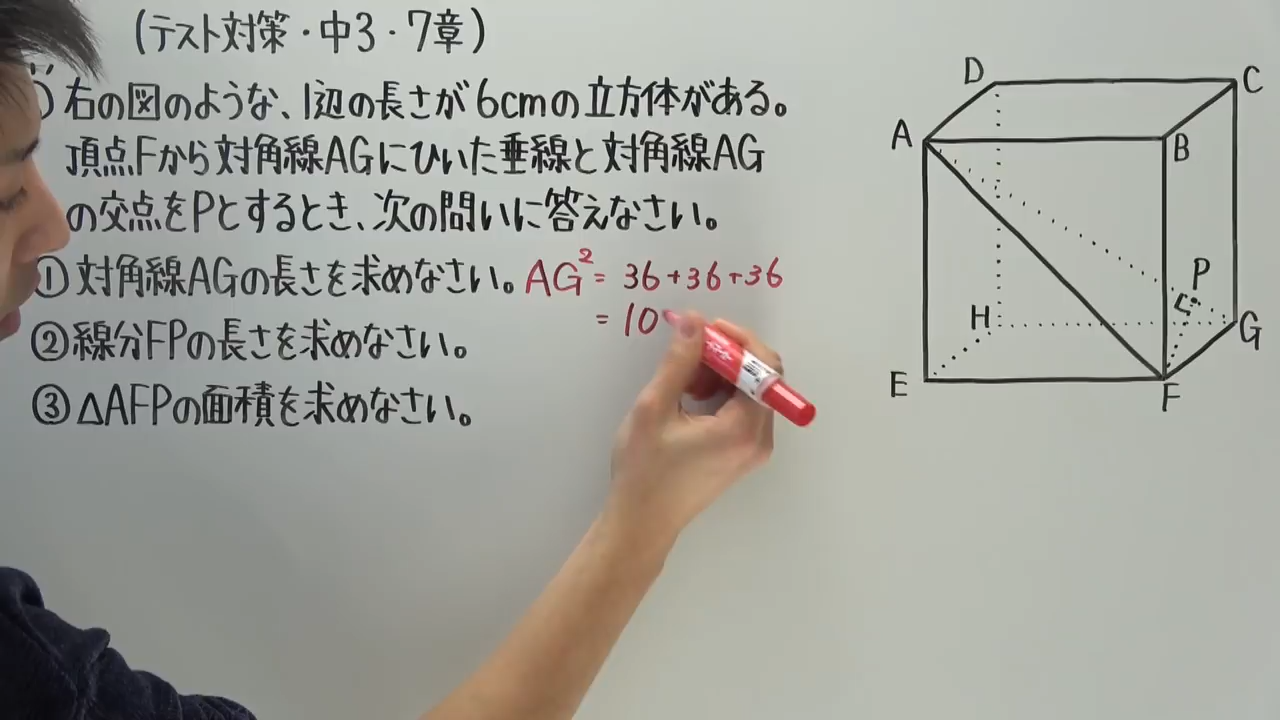 (テスト対策・中3・7章)
右の図のような、1辺の長さが6cmの立方体がある。
頂点Fから対角線AGにひいた垂線と対角線AG
の交点をPとするとき、次の問いに答えなさい。
①対角線AGの長さを求めなさい。AG²= 36+36+36
= 10
②線分FPの長さを求めなさい。
③△AFPの面積を求めなさい。
D
C
A
B
P
H
G
E
F